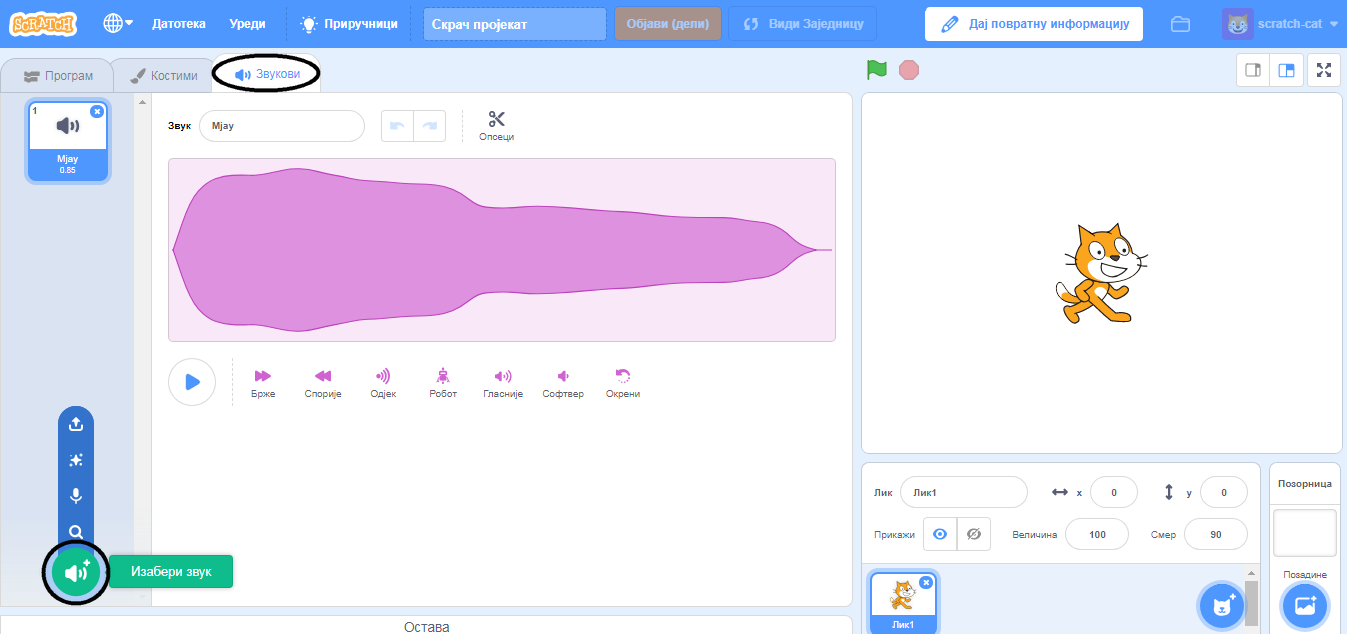 SCRATCH
Датотека
Уреди
Приручници
Скрач пројекат
Објави (дели)
Види Заједницу
Дај повратну информацију
scratch-cat
Програм
Костими
Звукови
1
Мјау
0.85
Звук
Мјау
Опсеци
Брже
Спорије
Одјек
Робот
Гласније
Софтвер
Окрени
Изабери звук
Остава
Лик
Лик1
x
0
y
0
Прикажи
Величина
100
Смер
90
Лик1
Позорница
Позадине